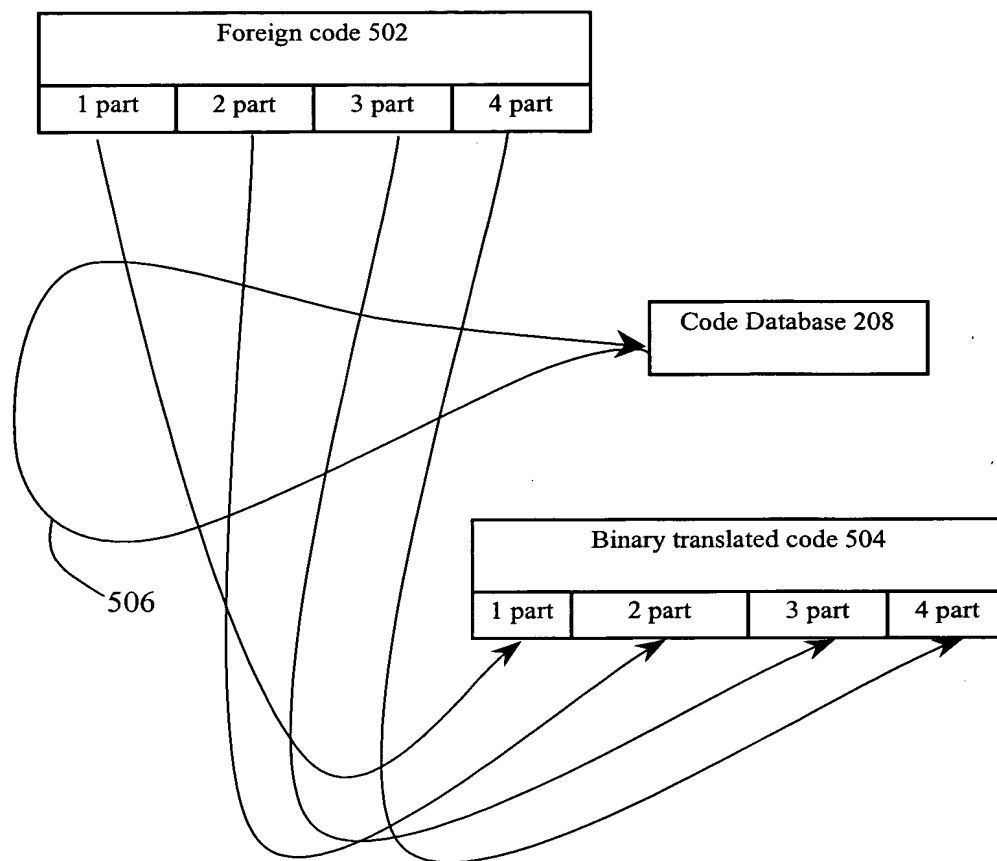 Foreign code 502
1 part 2 part 3 part 4 part
Code Database 208
Binary translated code 504
1 part 2 part 3 part 4 part
506